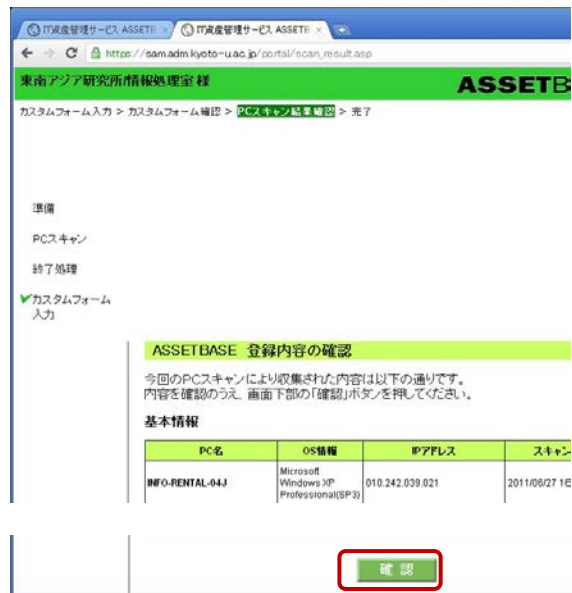 IT資産管理サービス ASSETB
IT資産管理サービス ASSETB
https://sam.adm.kyoto-u.ac.jp/portal/scan_result.asp
東南アジア研究所/情報処理室 様
ASSETB
カスタムフォーム入力 > カスタムフォーム確認 > PCスキャン結果確認 > 完了
準備
PCスキャン
終了処理
カスタムフォーム
入力
ASSETBASE 登録内容の確認
今回のPCスキャンにより収集された内容は以下の通りです。
内容を確認のうえ、画面下部の「確認」ボタンを押してください。
基本情報
PC名 OS情報 IPアドレス スキャン
INFO-RENTAL-04J Microsoft Windows XP Professional(SP3) 010.242.039.021 2011/06/27 16
確 認